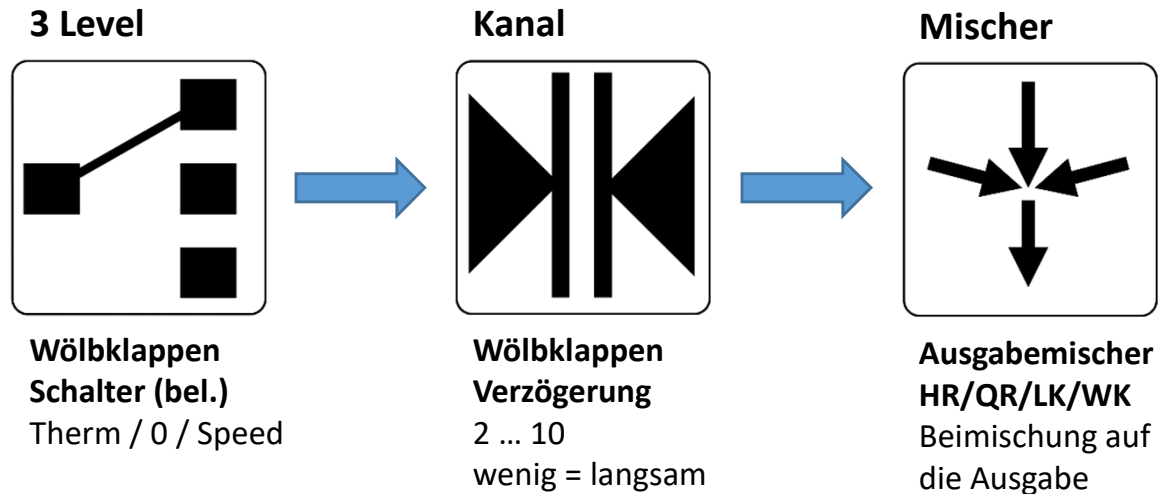 3 Level
Kanal
Mischer
Wölbklappen
Schalter (bel.)
Therm / 0 / Speed
Wölbklappen
Verzögerung
2 ... 10
wenig = langsam
Ausgabemischer
HR/QR/LK/WK
Beimischung auf
die Ausgabe